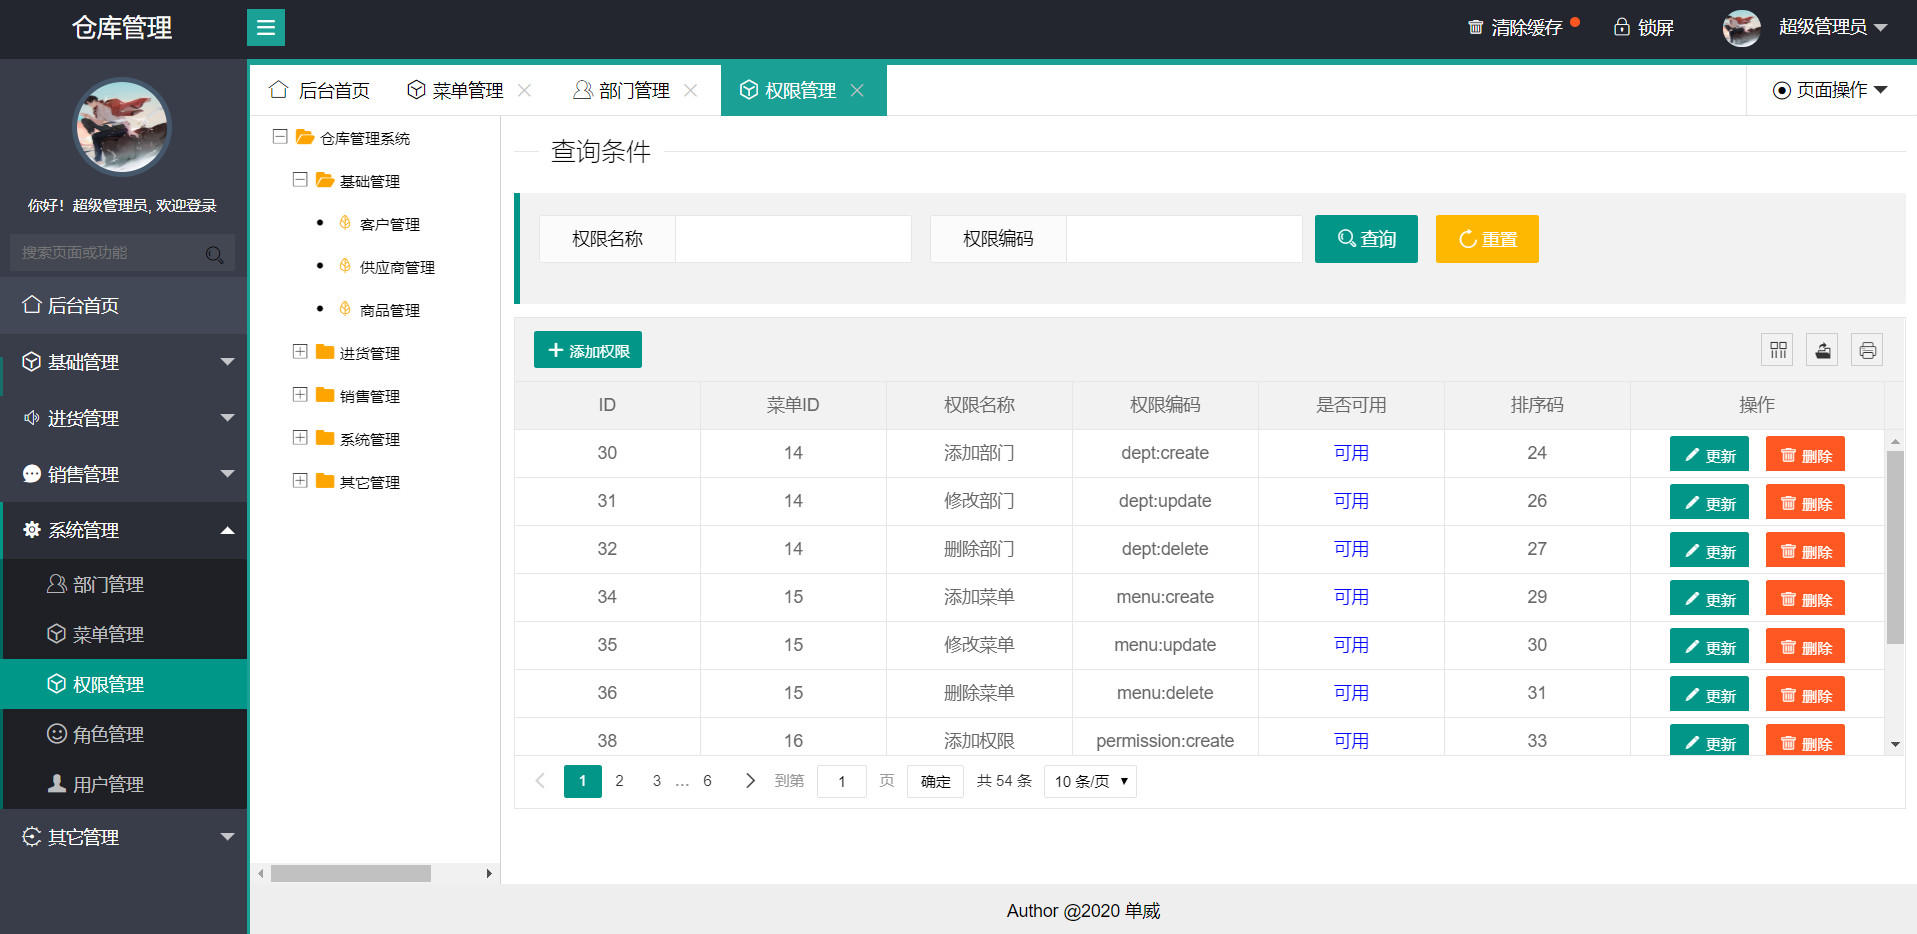 仓库管理
清除缓存
锁屏
超级管理员
你好！超级管理员, 欢迎登录
搜索页面或功能
后台首页
基础管理
进货管理
销售管理
系统管理
部门管理
菜单管理
权限管理
角色管理
用户管理
其它管理
后台首页
菜单管理
部门管理
权限管理
页面操作
仓库管理系统
基础管理
客户管理
供应商管理
商品管理
进货管理
销售管理
系统管理
其它管理
查询条件
权限名称
权限编码
查询
重置
添加权限
ID 菜单ID 权限名称 权限编码 是否可用 排序码 操作
30 14 添加部门 dept:create 可用 24 更新 删除
31 14 修改部门 dept:update 可用 26 更新 删除
32 14 删除部门 dept:delete 可用 27 更新 删除
34 15 添加菜单 menu:create 可用 29 更新 删除
35 15 修改菜单 menu:update 可用 30 更新 删除
36 15 删除菜单 menu:delete 可用 31 更新 删除
38 16 添加权限 permission:create 可用 33 更新 删除
1 2 3 … 6 到第 1 页 确定 共 54 条 10 条/页
Author @2020 单威